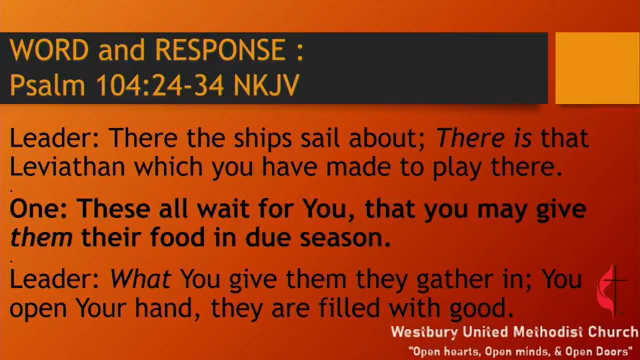 WORD and RESPONSE :
Psalm 104:24-34 NKJV
Leader: There the ships sail about; There is that
Leviathan which you have made to play there.
.
One: These all wait for You, that you may give
them their food in due season.
.
Leader: What You give them they gather in; You
open Your hand, they are filled with good.
Westbury United Methodist Church
"Open hearts, Open minds, & Open Doors"